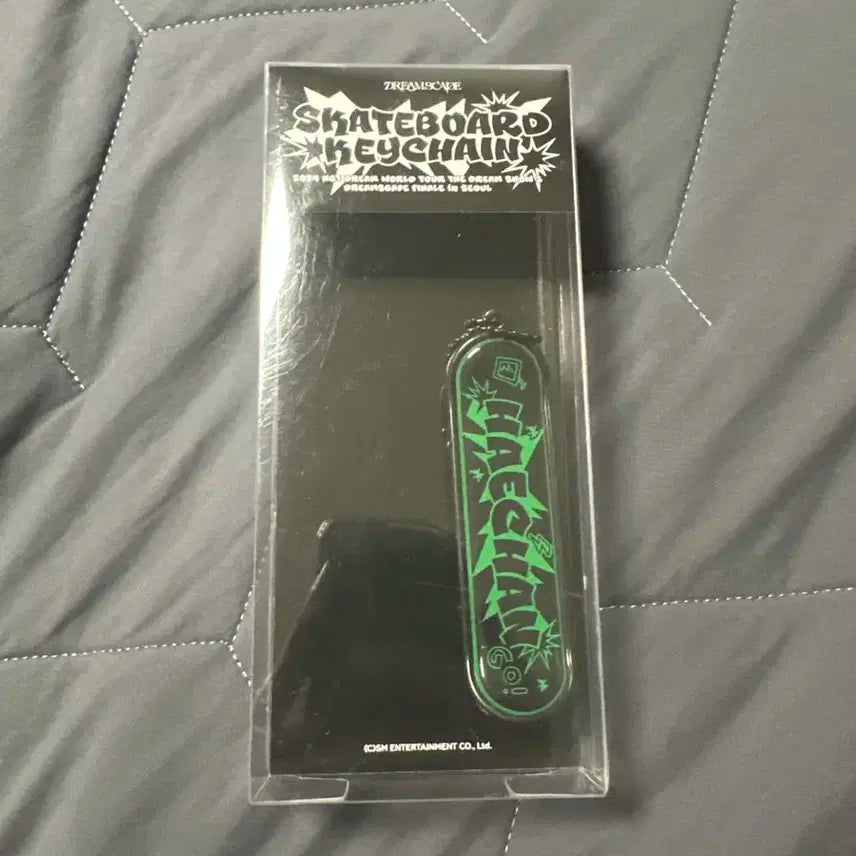 DREAMSCAPE
SKATEBOARD
KEYCHAIN
2024 NCT DREAM WORLD TOUR THE DREAM SHOW 3
DREAMSCAPE FINALE IN SEOUL
HAECHAN
GO!
(C)SM ENTERTAINMENT CO., Ltd.